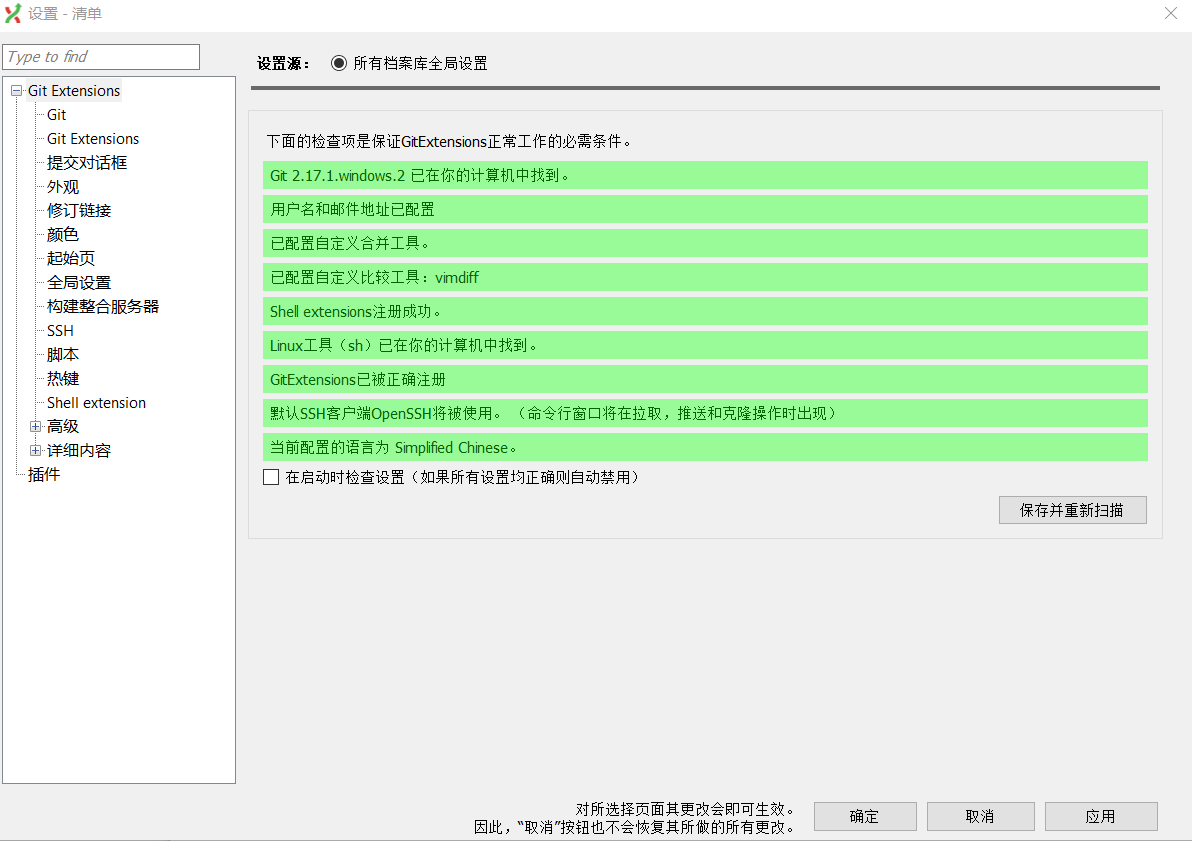 设置 - 清单
Type to find
Git Extensions
Git
Git Extensions
提交对话框
外观
修订链接
颜色
起始页
全局设置
构建整合服务器
SSH
脚本
热键
Shell extension
高级
详细内容
插件
设置源： 所有档案库全局设置
下面的检查项是保证GitExtensions正常工作的必需条件。
Git 2.17.1.windows.2 已在你的计算机中找到。
用户名和邮件地址已配置
已配置自定义合并工具。
已配置自定义比较工具：vimdiff
Shell extensions注册成功。
Linux工具（sh）已在你的计算机中找到。
GitExtensions已被正确注册
默认SSH客户端OpenSSH将被使用。（命令行窗口将在拉取，推送和克隆操作时出现）
当前配置的语言为 Simplified Chinese。
在启动时检查设置（如果所有设置均正确则自动禁用）
保存并重新扫描
对所选择页面其更改会即可生效。
因此，“取消”按钮也不会恢复其所做的所有更改。
确定
取消
应用